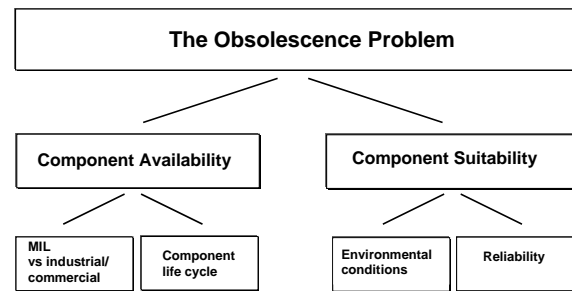 The Obsolescence Problem
Component Availability
Component Suitability
MIL
vs industrial/
commercial
Component
life cycle
Environmental
conditions
Reliability